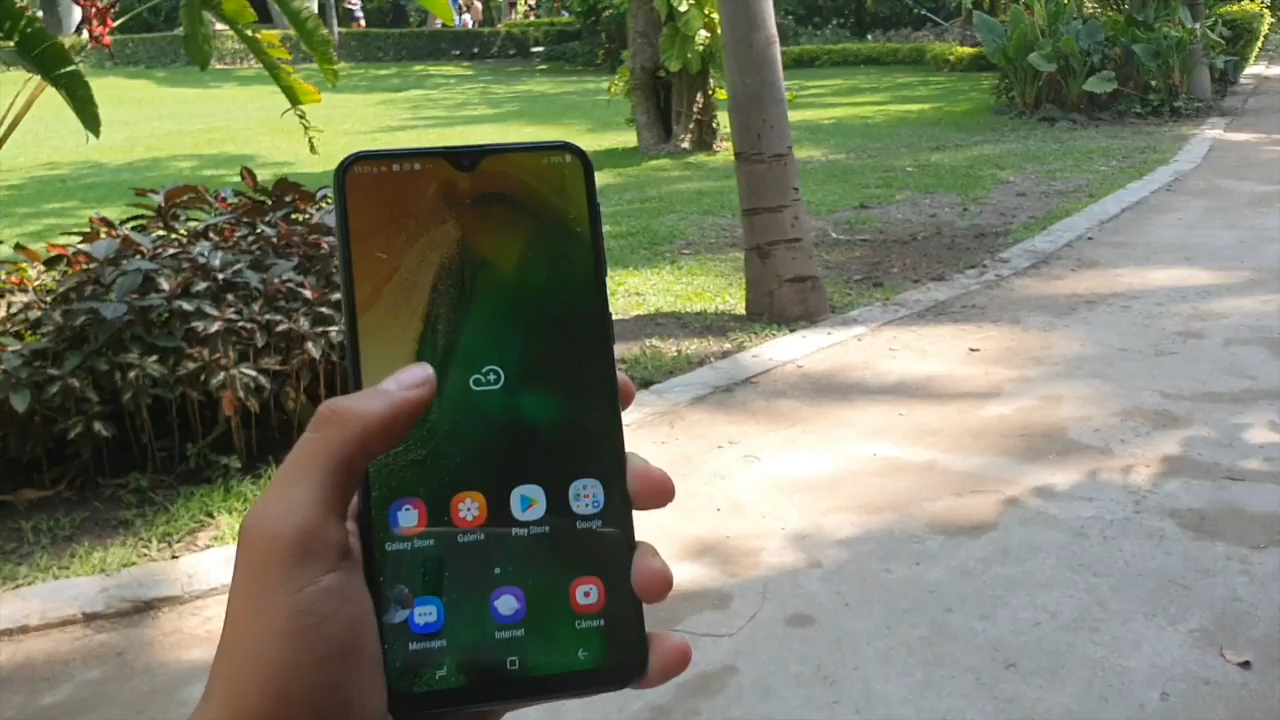 Galaxy Store
Galería
Play Store
Google
Mensajes
Internet
Cámara